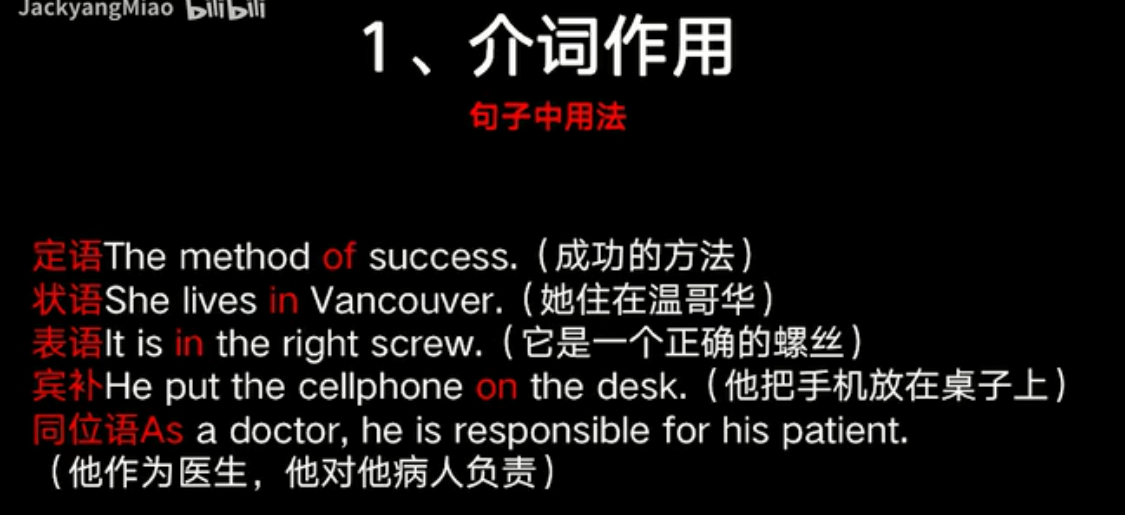 JackyangMiao bilibili
1、介词作用
句子中用法
定语The method of success.（成功的方法）
状语She lives in Vancouver.（她住在温哥华）
表语It is in the right screw.（它是一个正确的螺丝）
宾补He put the cellphone on the desk.（他把手机放在桌子上）
同位语As a doctor, he is responsible for his patient.
（他作为医生，他对他病人负责）